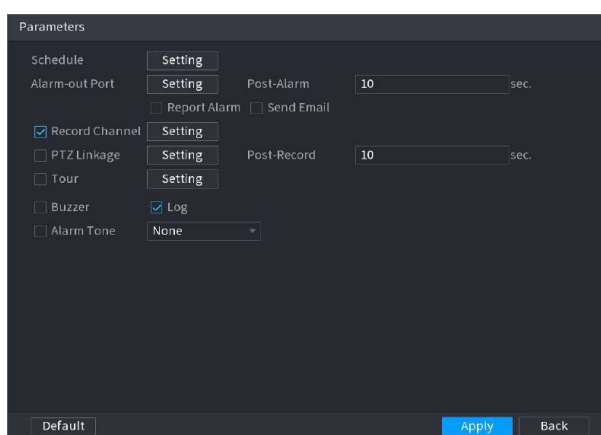 Parameters
Schedule Setting
Alarm-out Port Setting Post-Alarm 10 sec.
Report Alarm Send Email
Record Channel Setting
PTZ Linkage Setting Post-Record 10 sec.
Tour Setting
Buzzer Log
Alarm Tone None
Default Apply Back